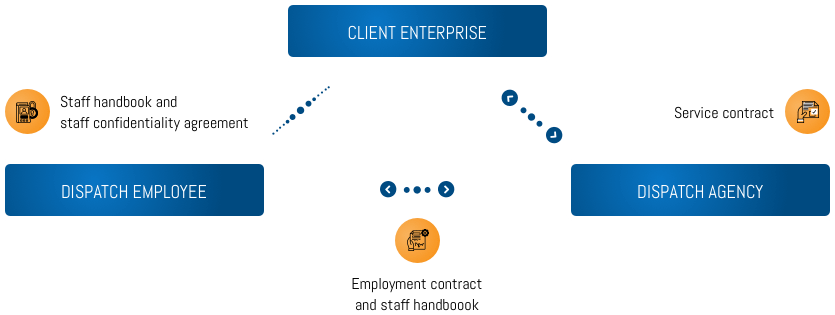 CLIENT ENTERPRISE
Staff handbook and
staff confidentiality agreement
Service contract
DISPATCH EMPLOYEE
DISPATCH AGENCY
Employment contract
and staff handboook